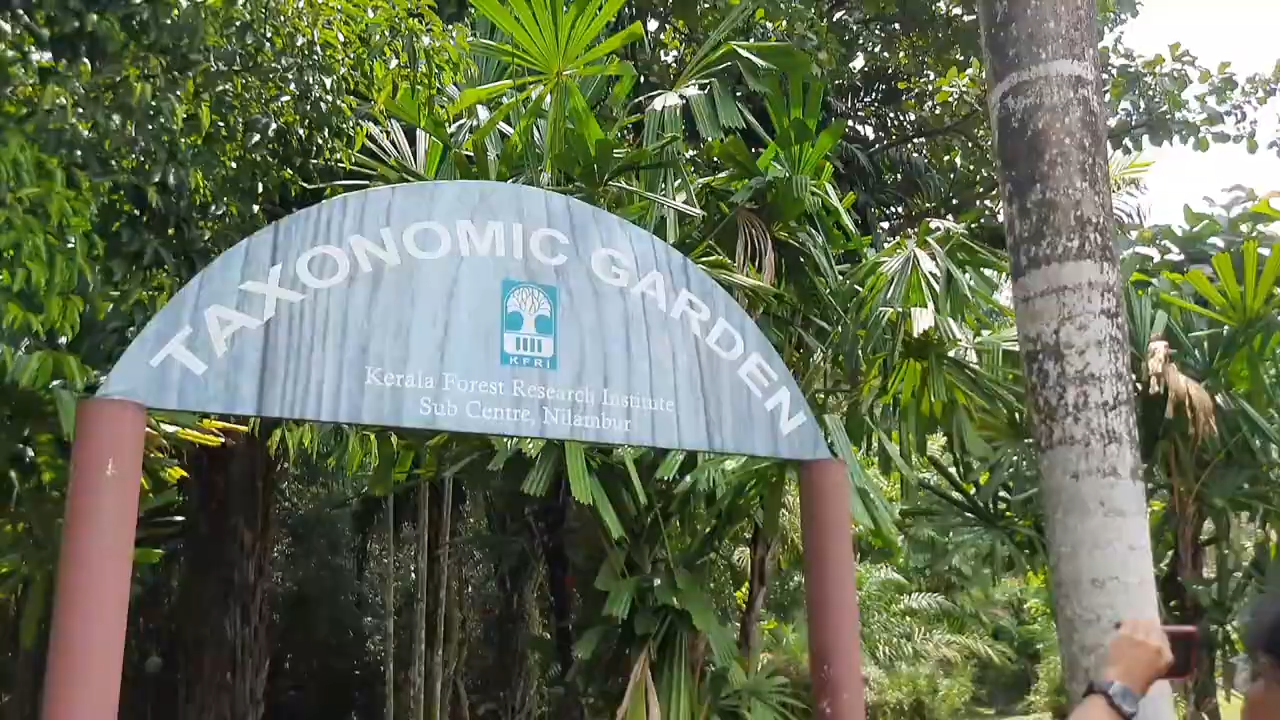 TAXONOMIC GARDEN
KFRI
Kerala Forest Research Institute
Sub Centre, Nilambur